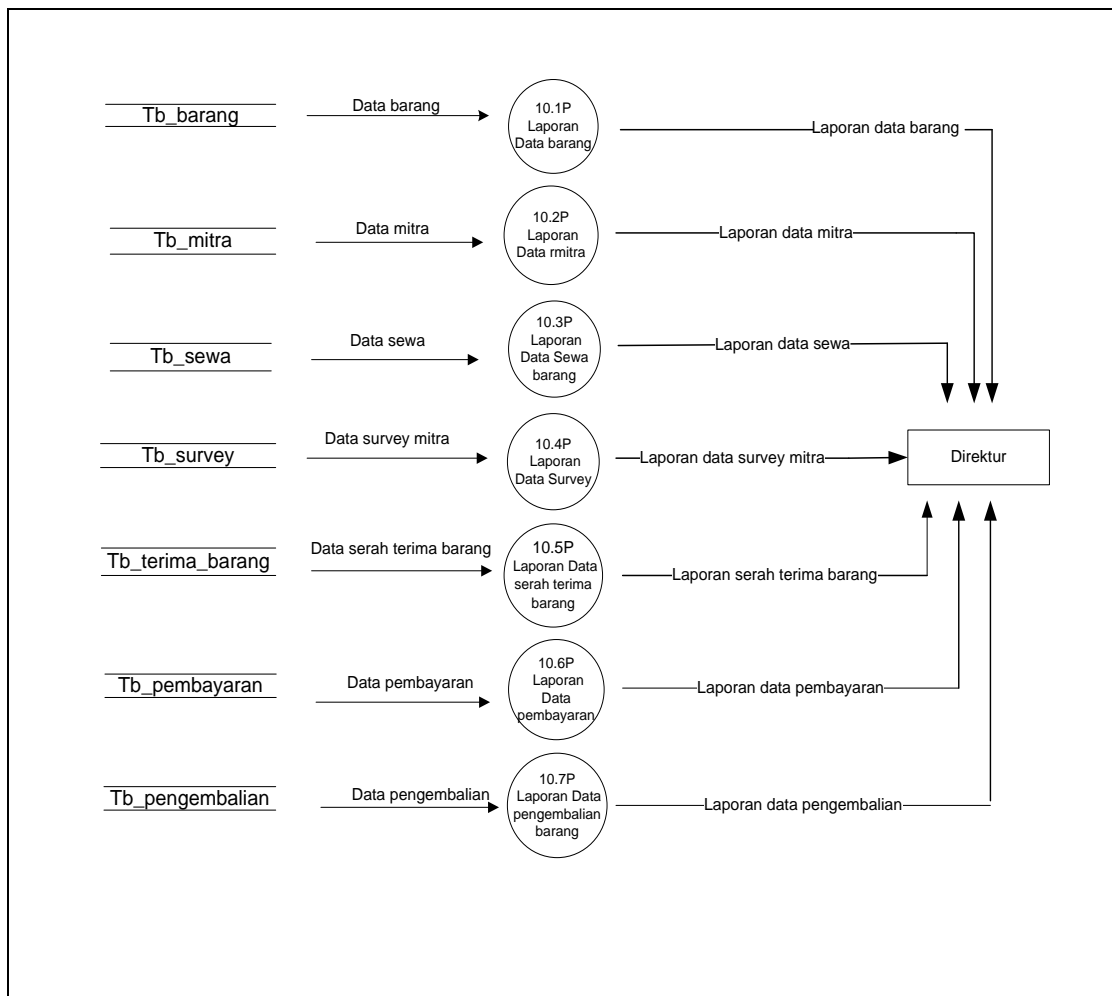 Tb_barang
Data barang
10.1P
Laporan
Data barang
Laporan data barang
Tb_mitra
Data mitra
10.2P
Laporan
Data rmitra
Laporan data mitra
Tb_sewa
Data sewa
10.3P
Laporan
Data Sewa
barang
Laporan data sewa
Tb_survey
Data survey mitra
10.4P
Laporan
Data Survey
Laporan data survey mitra
Direktur
Tb_terima_barang
Data serah terima barang
10.5P
Laporan Data
serah terima
barang
Laporan serah terima barang
Tb_pembayaran
Data pembayaran
10.6P
Laporan
Data
pembayaran
Laporan data pembayaran
Tb_pengembalian
Data pengembalian
10.7P
Laporan Data
pengembalian
barang
Laporan data pengembalian